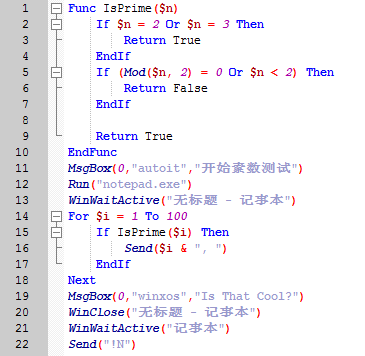 1 Func IsPrime($n)
2 If $n = 2 Or $n = 3 Then
3 Return True
4 EndIf
5 If (Mod($n, 2) = 0 Or $n < 2) Then
6 Return False
7 EndIf
8
9 Return True
10 EndFunc
11 MsgBox(0,"autoit","开始素数测试")
12 Run("notepad.exe")
13 WinWaitActive("无标题 - 记事本")
14 For $i = 1 To 100
15 If IsPrime($i) Then
16 Send($i & ", ")
17 EndIf
18 Next
19 MsgBox(0,"winxos","Is That Cool?")
20 WinClose("无标题 - 记事本")
21 WinWaitActive("记事本")
22 Send("!N")